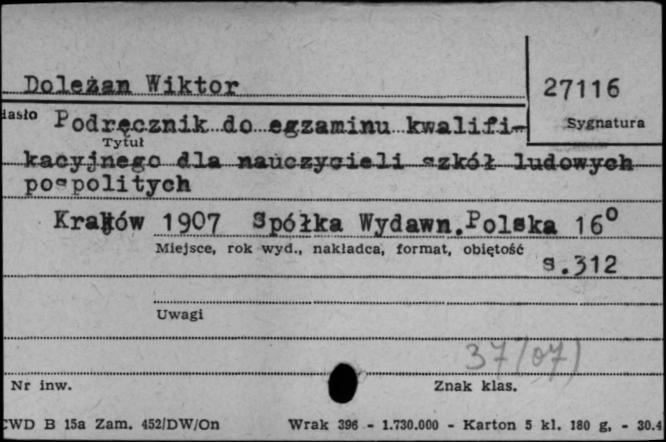 Doleżan Wiktor
27116
iasło
Podręcznik do egzaminu kwalifi-
Sygnatura
Tytuł
kacyjnego dla nauczycieli szkół ludowych
pospolitych
Kraków 1907 Spółka Wydawn.Polska 16°
Miejsce, rok wyd., nakładca, format, objętość
s.312
Uwagi
37/07)
Nr inw.
Znak klas.
CWD B 15a Zam. 452/DW/On Wrak 396 - 1.730.000 - Karton 5 kl. 180 g, - 30.4